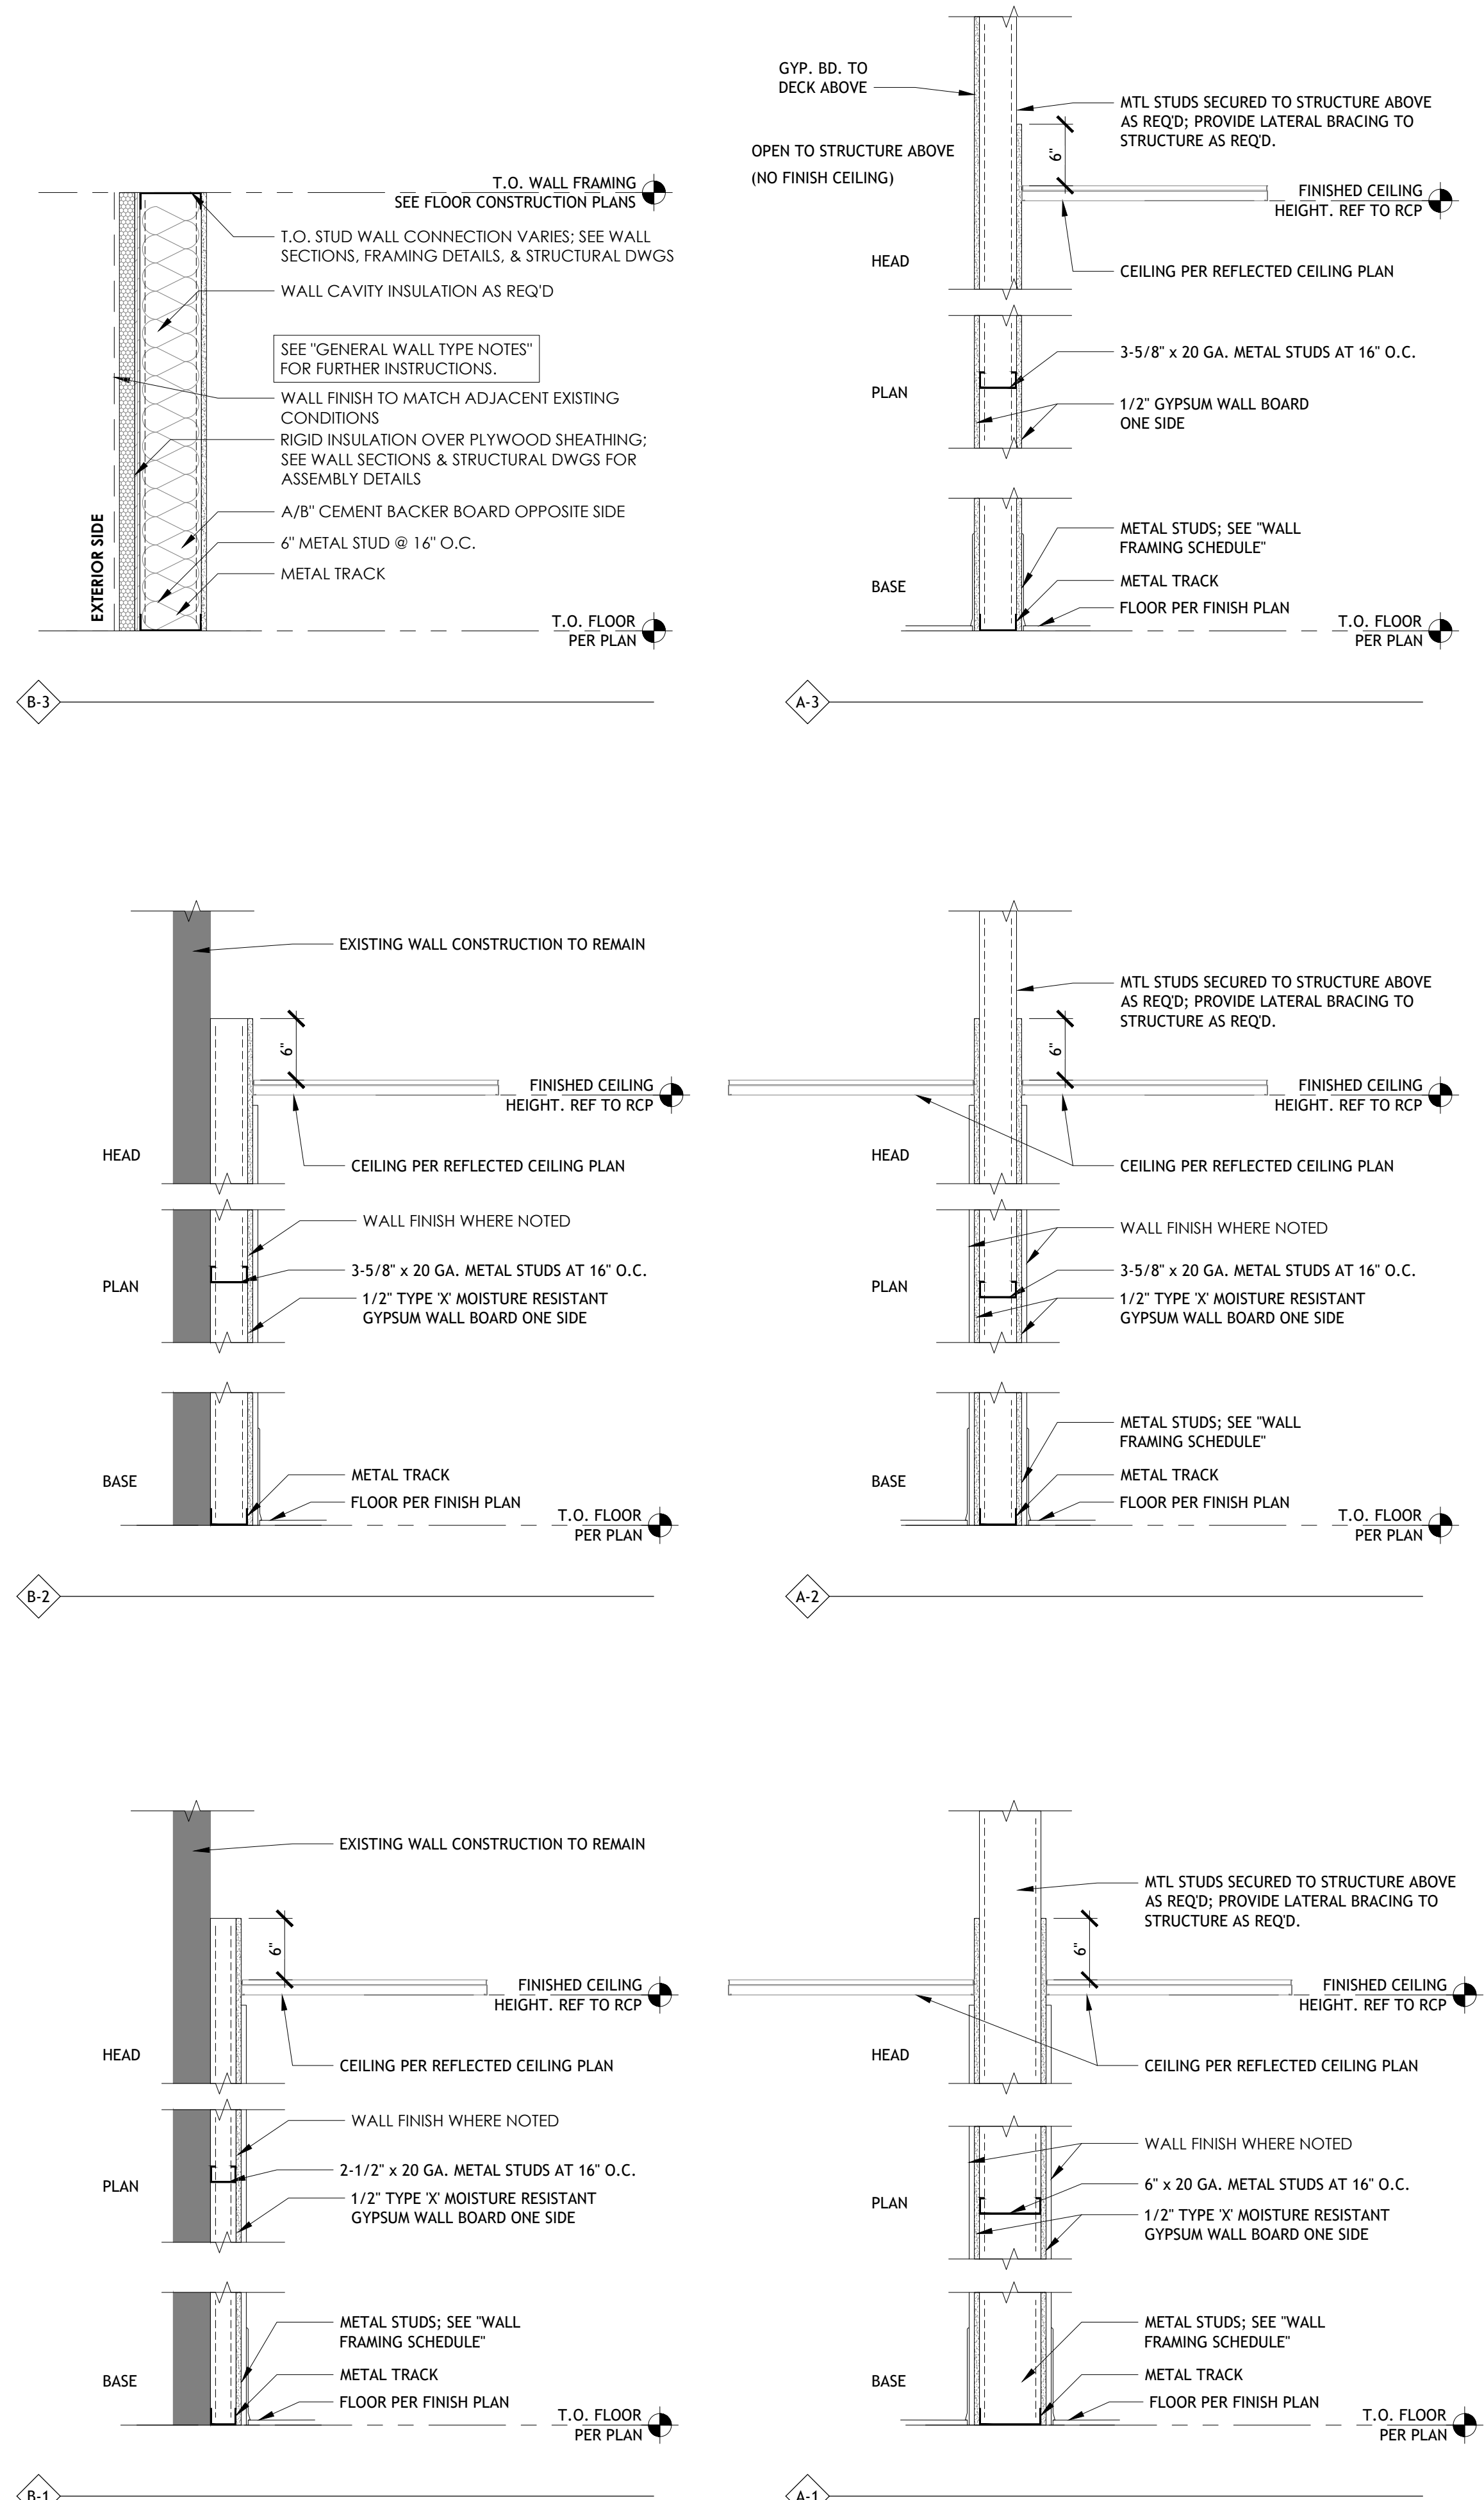 T.O. WALL FRAMING
SEE FLOOR CONSTRUCTION PLANS
T.O. STUD WALL CONNECTION VARIES; SEE WALL
SECTIONS, FRAMING DETAILS, & STRUCTURAL DWGS
WALL CAVITY INSULATION AS REQ'D
SEE "GENERAL WALL TYPE NOTES"
FOR FURTHER INSTRUCTIONS.
WALL FINISH TO MATCH ADJACENT EXISTING
CONDITIONS
RIGID INSULATION OVER PLYWOOD SHEATHING;
SEE WALL SECTIONS & STRUCTURAL DWGS FOR
ASSEMBLY DETAILS
A/B" CEMENT BACKER BOARD OPPOSITE SIDE
6" METAL STUD @ 16" O.C.
METAL TRACK
EXTERIOR SIDE
T.O. FLOOR
PER PLAN
B-3
GYP. BD. TO
DECK ABOVE
MTL STUDS SECURED TO STRUCTURE ABOVE
AS REQ'D; PROVIDE LATERAL BRACING TO
STRUCTURE AS REQ'D.
OPEN TO STRUCTURE ABOVE
(NO FINISH CEILING)
6"
FINISHED CEILING
HEIGHT. REF TO RCP
HEAD
CEILING PER REFLECTED CEILING PLAN
3-5/8" x 20 GA. METAL STUDS AT 16" O.C.
PLAN
1/2" GYPSUM WALL BOARD
ONE SIDE
METAL STUDS; SEE "WALL
FRAMING SCHEDULE"
BASE
METAL TRACK
FLOOR PER FINISH PLAN
T.O. FLOOR
PER PLAN
A-3
EXISTING WALL CONSTRUCTION TO REMAIN
6"
FINISHED CEILING
HEIGHT. REF TO RCP
HEAD
CEILING PER REFLECTED CEILING PLAN
WALL FINISH WHERE NOTED
3-5/8" x 20 GA. METAL STUDS AT 16" O.C.
PLAN
1/2" TYPE 'X' MOISTURE RESISTANT
GYPSUM WALL BOARD ONE SIDE
BASE
METAL TRACK
FLOOR PER FINISH PLAN
T.O. FLOOR
PER PLAN
B-2
MTL STUDS SECURED TO STRUCTURE ABOVE
AS REQ'D; PROVIDE LATERAL BRACING TO
STRUCTURE AS REQ'D.
6"
FINISHED CEILING
HEIGHT. REF TO RCP
HEAD
CEILING PER REFLECTED CEILING PLAN
WALL FINISH WHERE NOTED
3-5/8" x 20 GA. METAL STUDS AT 16" O.C.
PLAN
1/2" TYPE 'X' MOISTURE RESISTANT
GYPSUM WALL BOARD ONE SIDE
METAL STUDS; SEE "WALL
FRAMING SCHEDULE"
BASE
METAL TRACK
FLOOR PER FINISH PLAN
T.O. FLOOR
PER PLAN
A-2
EXISTING WALL CONSTRUCTION TO REMAIN
6"
FINISHED CEILING
HEIGHT. REF TO RCP
HEAD
CEILING PER REFLECTED CEILING PLAN
WALL FINISH WHERE NOTED
2-1/2" x 20 GA. METAL STUDS AT 16" O.C.
PLAN
1/2" TYPE 'X' MOISTURE RESISTANT
GYPSUM WALL BOARD ONE SIDE
METAL STUDS; SEE "WALL
FRAMING SCHEDULE"
BASE
METAL TRACK
FLOOR PER FINISH PLAN
T.O. FLOOR
PER PLAN
B-1
MTL STUDS SECURED TO STRUCTURE ABOVE
AS REQ'D; PROVIDE LATERAL BRACING TO
STRUCTURE AS REQ'D.
6"
FINISHED CEILING
HEIGHT. REF TO RCP
HEAD
CEILING PER REFLECTED CEILING PLAN
WALL FINISH WHERE NOTED
6" x 20 GA. METAL STUDS AT 16" O.C.
PLAN
1/2" TYPE 'X' MOISTURE RESISTANT
GYPSUM WALL BOARD ONE SIDE
METAL STUDS; SEE "WALL
FRAMING SCHEDULE"
BASE
METAL TRACK
FLOOR PER FINISH PLAN
T.O. FLOOR
PER PLAN
A-1